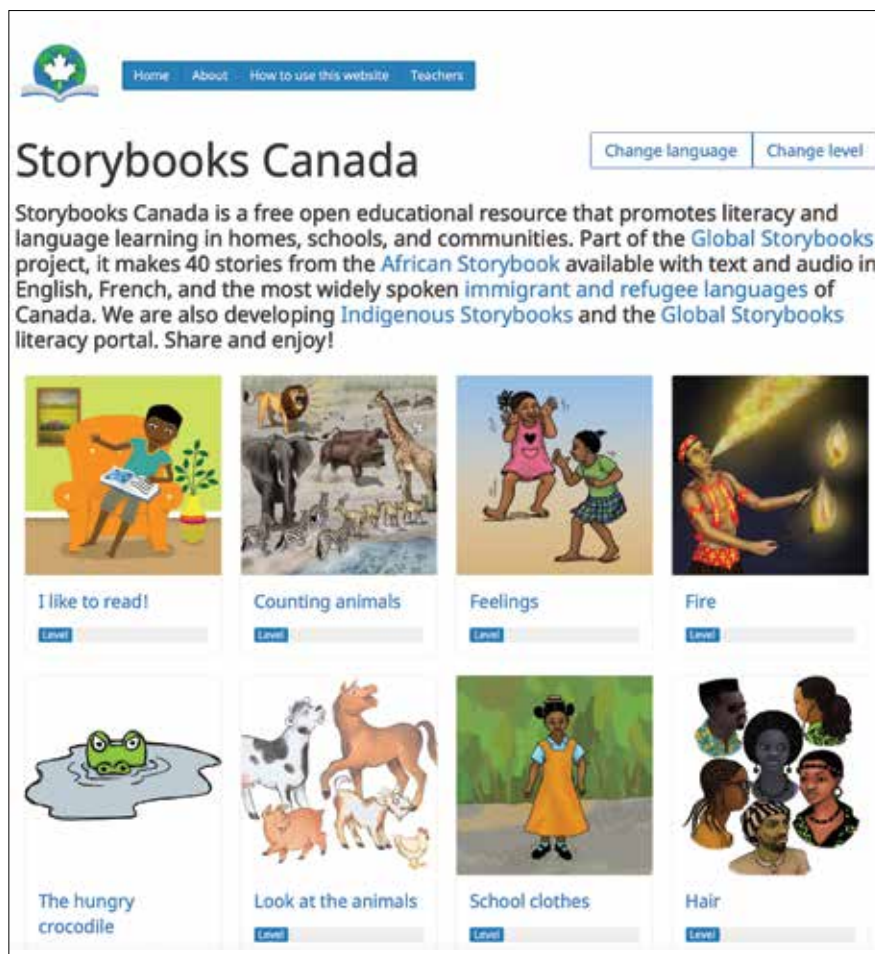 Home About How to use this website Teachers
Storybooks Canada
Change language Change level
Storybooks Canada is a free open educational resource that promotes literacy and
language learning in homes, schools, and communities. Part of the Global Storybooks
project, it makes 40 stories from the African Storybook available with text and audio in
English, French, and the most widely spoken immigrant and refugee languages of
Canada. We are also developing Indigenous Storybooks and the Global Storybooks
literacy portal. Share and enjoy!
I like to read! Counting animals Feelings Fire
Level Level Level Level
The hungry
crocodile
Look at the animals School clothes Hair
Level Level Level